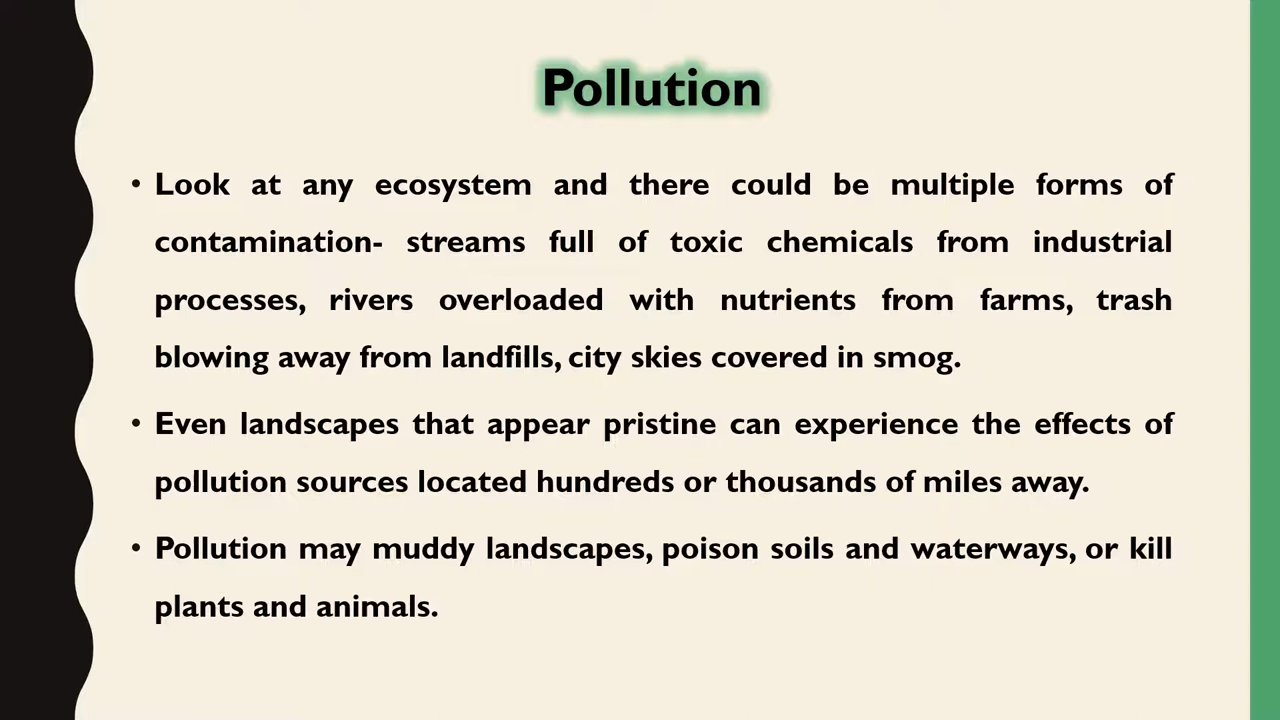 Pollution
• Look at any ecosystem and there could be multiple forms of
contamination- streams full of toxic chemicals from industrial
processes, rivers overloaded with nutrients from farms, trash
blowing away from landfills, city skies covered in smog.
• Even landscapes that appear pristine can experience the effects of
pollution sources located hundreds or thousands of miles away.
• Pollution may muddy landscapes, poison soils and waterways, or kill
plants and animals.